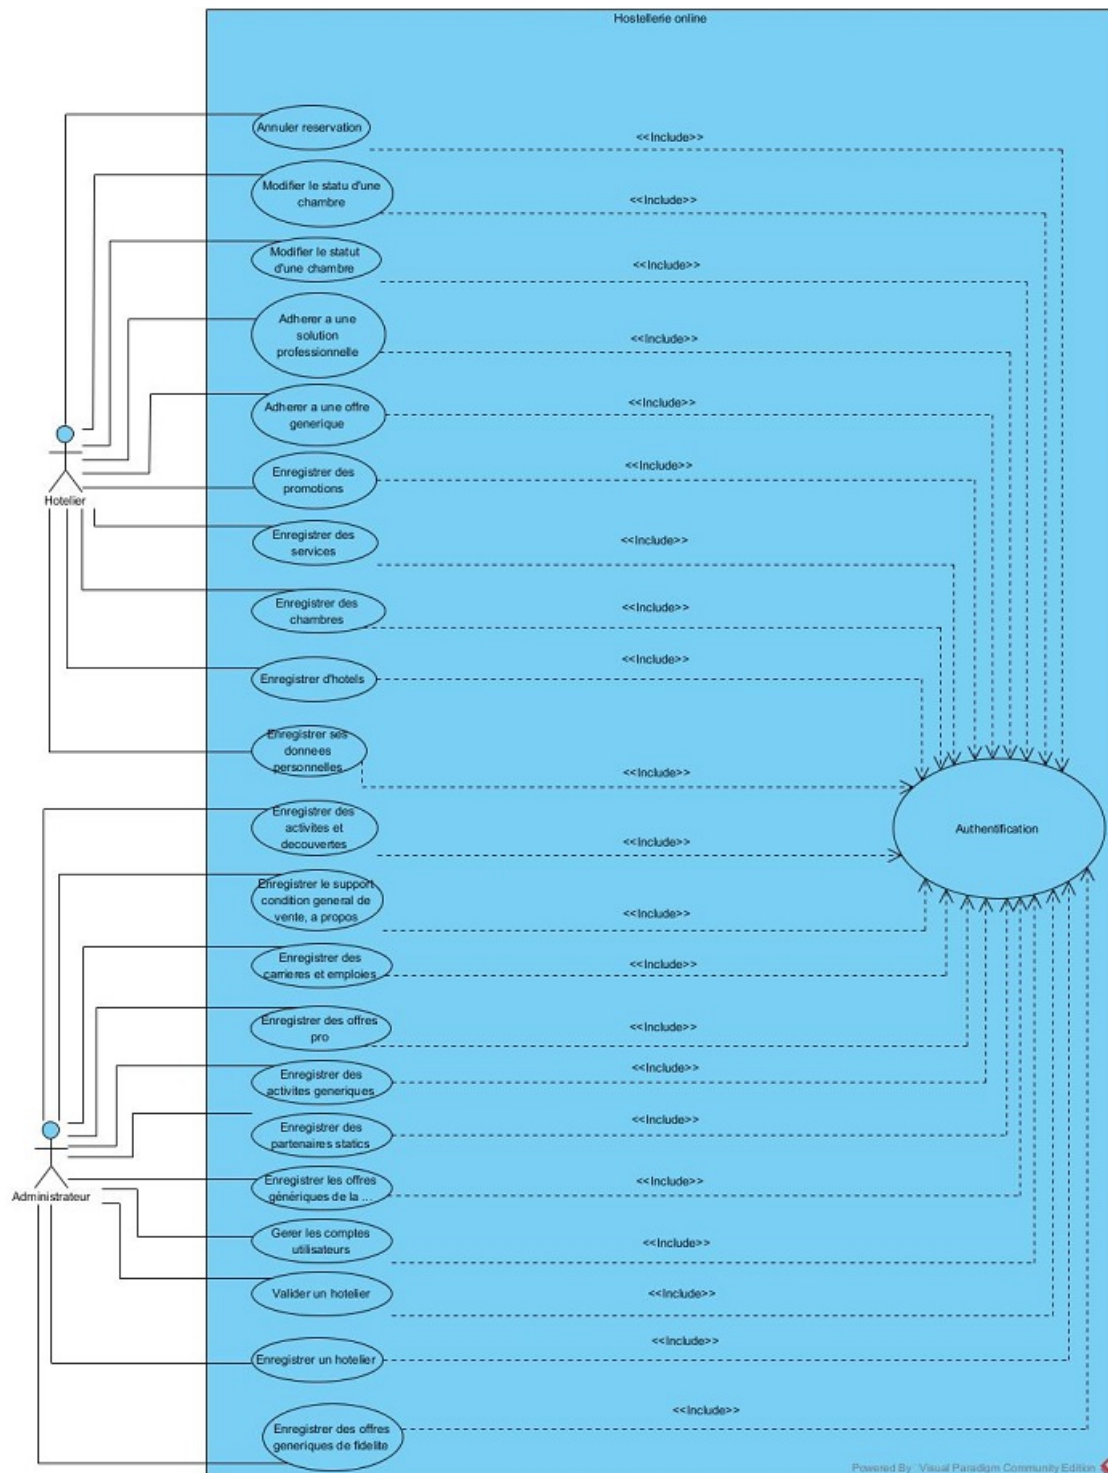 Hostellerie online
Annuler reservation
<<Include>>
Modifier le statu d'une
chambre
<<Include>>
Modifier le statut
d'une chambre
<<Include>>
Adherer a une
solution
professionnelle
<<Include>>
Adherer a une offre
generique
<<Include>>
Hotelier
Enregistrer des
promotions
<<Include>>
Enregistrer des
services
<<Include>>
Enregistrer des
chambres
<<Include>>
Enregistrer d'hotels
<<Include>>
Enregistrer ses
donnees
personnelles
<<Include>>
Authentification
Enregistrer des
activites et
decouvertes
<<Include>>
Enregistrer le support
condition general de
vente, a propos
<<Include>>
Enregistrer des
carrieres et emploies
<<Include>>
Enregistrer des offres
pro
<<Include>>
Enregistrer des
activites generiques
<<Include>>
Enregistrer des
partenaires statics
<<Include>>
Administrateur
Enregistrer les offres
génériques de la ...
<<Include>>
Gerer les comptes
utilisateurs
<<Include>>
Valider un hotelier
<<Include>>
Enregistrer un hotelier
<<Include>>
Enregistrer des offres
generiques de fidelite
<<Include>>
Powered By Visual Paradigm Community Edition